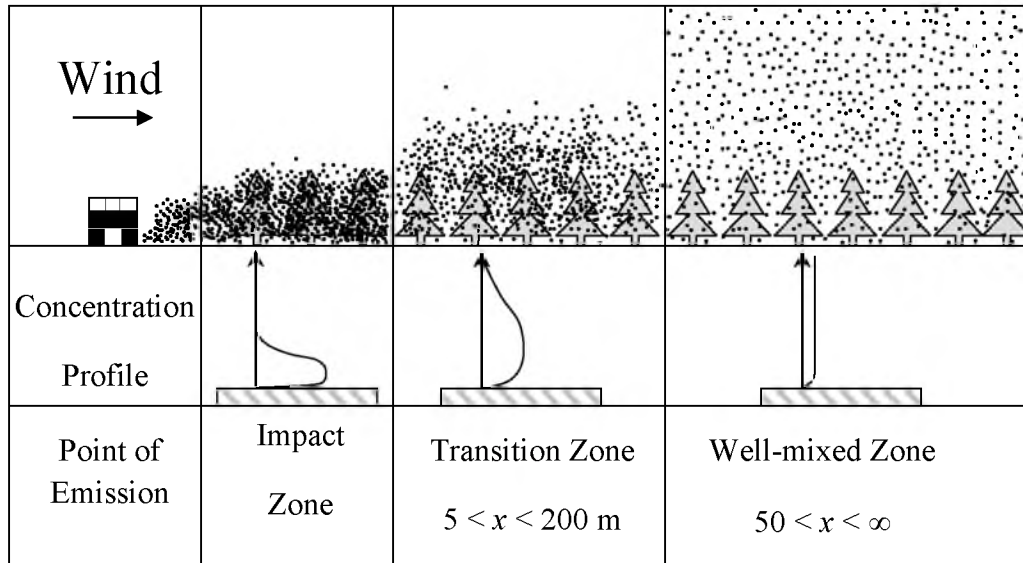 Wind
Concentration
Profile
Point of
Emission
Impact
Zone
Transition Zone
5 < x < 200 m
Well-mixed Zone
50 < x < ∞